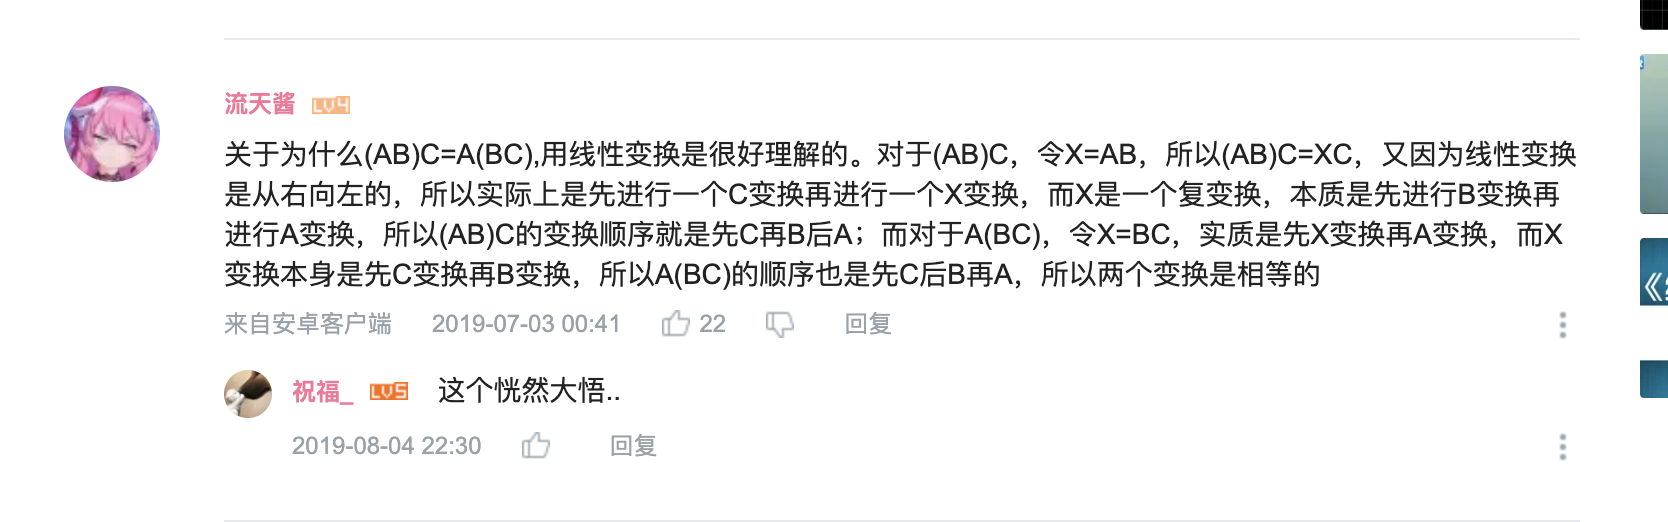 流天酱 LV4
关于为什么(AB)C=A(BC),用线性变换是很好理解的。对于(AB)C，令X=AB，所以(AB)C=XC，又因为线性变换
是从右向左的，所以实际上是先进行一个C变换再进行一个X变换，而X是一个复变换，本质是先进行B变换再
进行A变换，所以(AB)C的变换顺序就是先C再B后A；而对于A(BC)，令X=BC，实质是先X变换再A变换，而X
变换本身是先C变换再B变换，所以A(BC)的顺序也是先C后B再A，所以两个变换是相等的
来自安卓客户端 2019-07-03 00:41 22 回复
祝福_ LV5 这个恍然大悟..
2019-08-04 22:30 回复